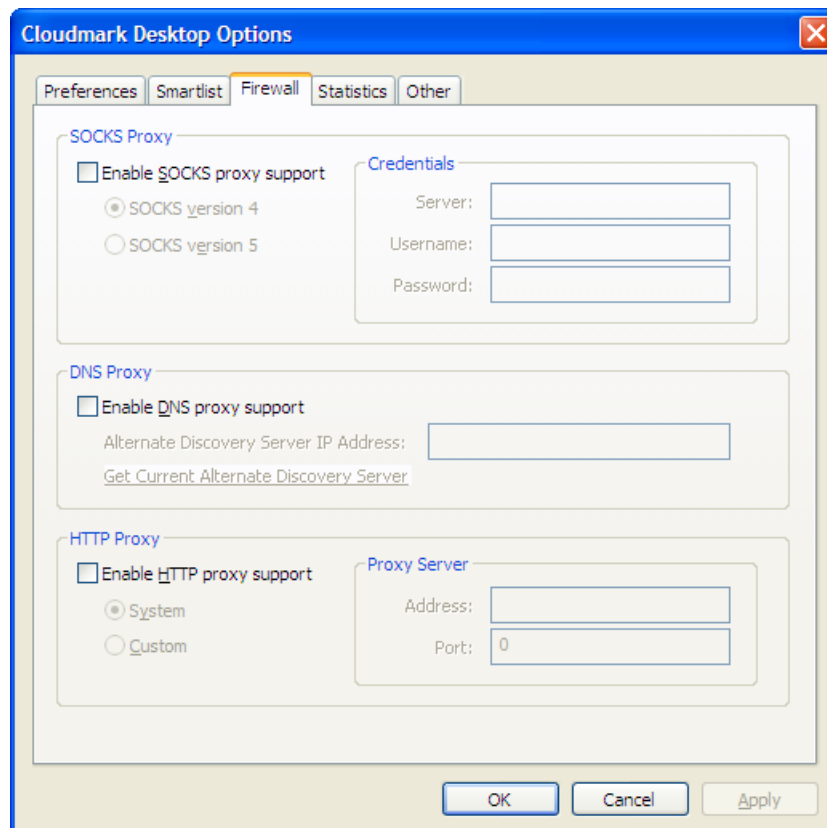 Cloudmark Desktop Options
Preferences Smartlist Firewall Statistics Other
SOCKS Proxy
Enable SOCKS proxy support
SOCKS version 4
SOCKS version 5
Credentials
Server:
Username:
Password:
DNS Proxy
Enable DNS proxy support
Alternate Discovery Server IP Address:
Get Current Alternate Discovery Server
HTTP Proxy
Enable HTTP proxy support
System
Custom
Proxy Server
Address:
Port: 0
OK Cancel Apply